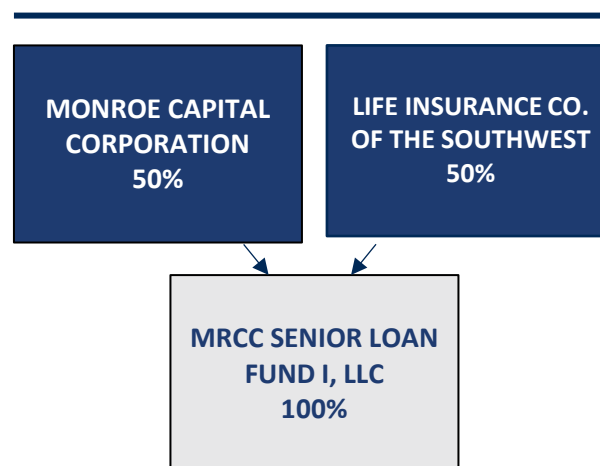 MONROE CAPITAL
CORPORATION
50%
LIFE INSURANCE CO.
OF THE SOUTHWEST
50%
MRCC SENIOR LOAN
FUND I, LLC
100%